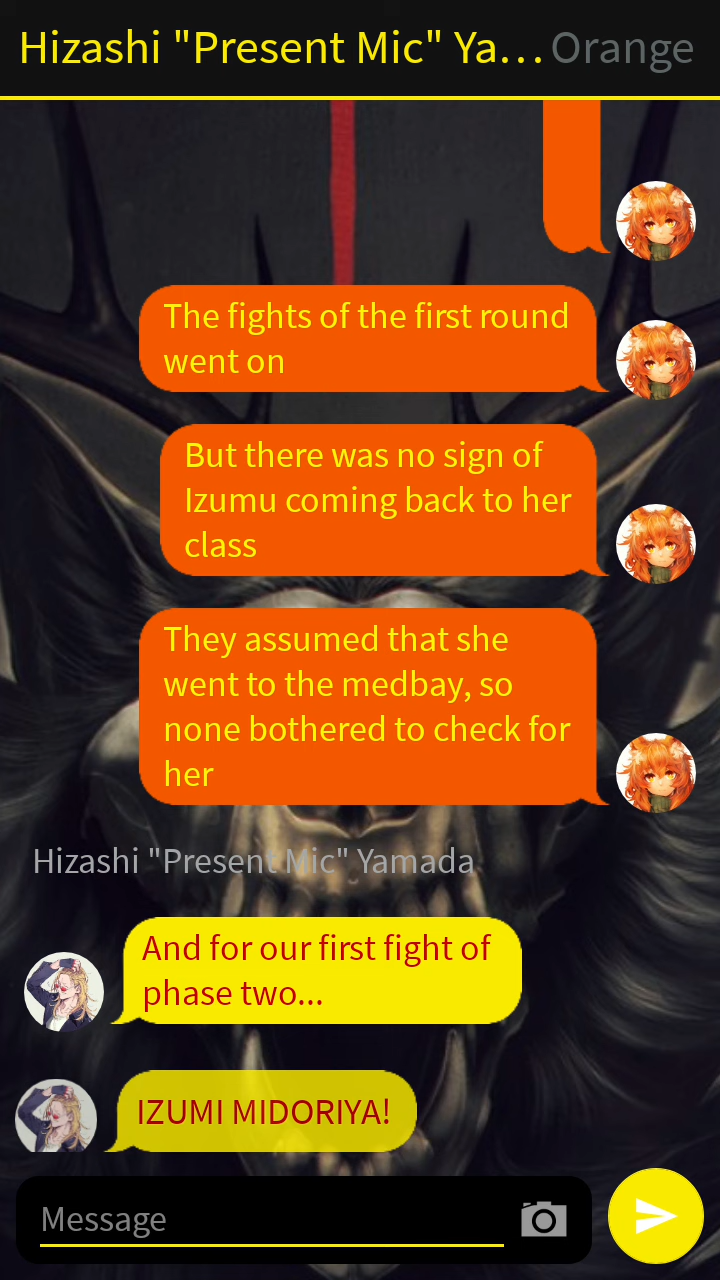 Hizashi "Present Mic" Ya... Orange
The fights of the first round
went on
But there was no sign of
Izumu coming back to her
class
They assumed that she
went to the medbay, so
none bothered to check for
her
Hizashi "Present Mic" Yamada
And for our first fight of
phase two...
IZUMI MIDORIYA!
Message